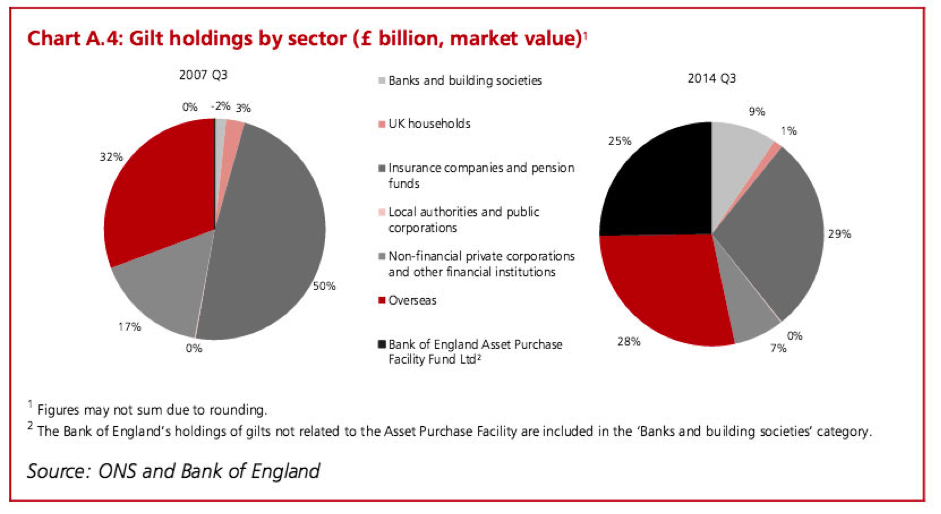 Chart A.4: Gilt holdings by sector (£ billion, market value)¹
2007 Q3
0%
-2%
3%
32%
50%
17%
0%
Banks and building societies
UK households
Insurance companies and pension
funds
Local authorities and public
corporations
Non-financial private corporations
and other financial institutions
Overseas
Bank of England Asset Purchase
Facility Fund Ltd²
2014 Q3
9%
1%
25%
29%
28%
0%
7%
¹ Figures may not sum due to rounding.
² The Bank of England’s holdings of gilts not related to the Asset Purchase Facility are included in the ‘Banks and building societies’ category.
Source: ONS and Bank of England